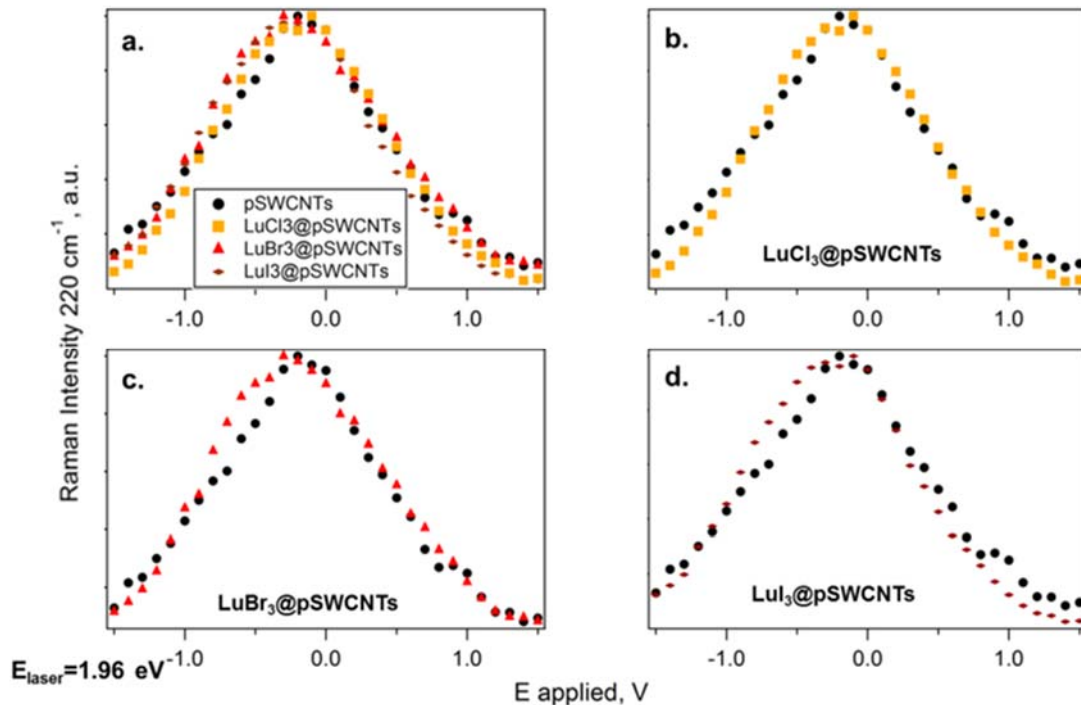 a.
b.
pSWCNTs
LuCl3@pSWCNTs
LuBr3@pSWCNTs
LuI3@pSWCNTs
LuCl₃@pSWCNTs
-1.0 0.0 1.0
-1.0 0.0 1.0
Raman Intensity 220 cm⁻¹, a.u.
c.
d.
LuBr₃@pSWCNTs
LuI₃@pSWCNTs
-1.0 0.0 1.0
-1.0 0.0 1.0
E_laser=1.96 eV
E applied, V